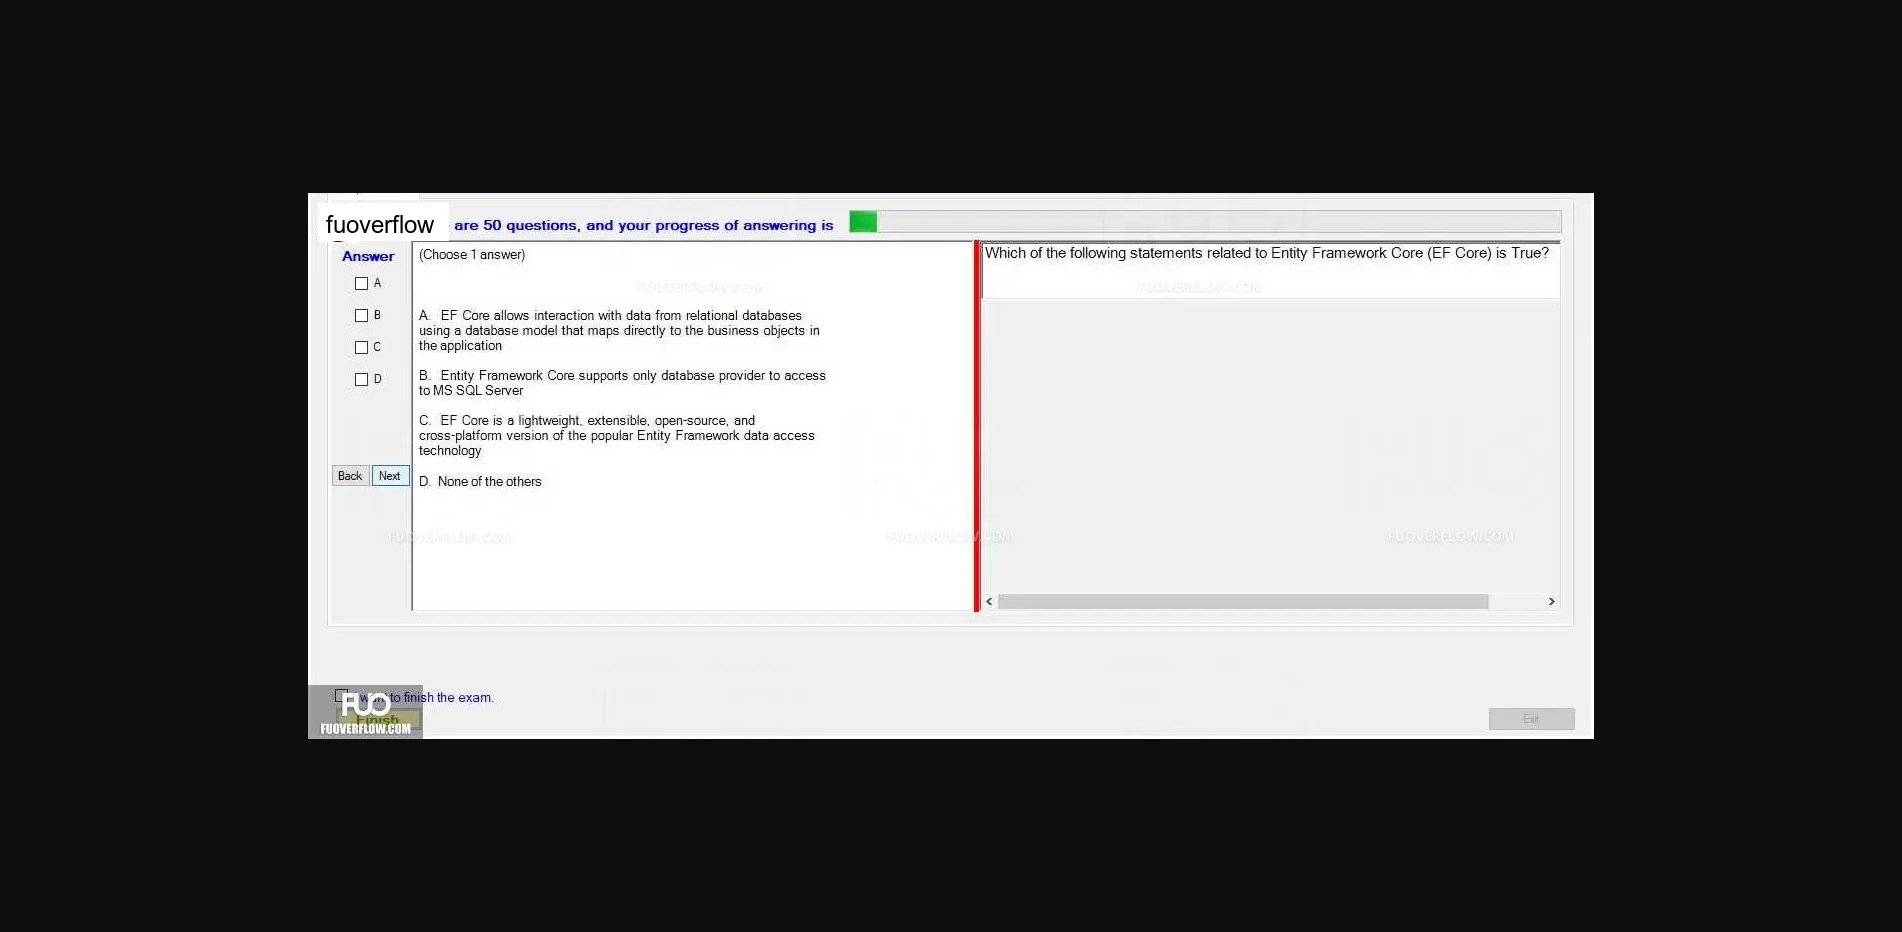 fuoverflow are 50 questions, and your progress of answering is
Answer
(Choose 1 answer)
Which of the following statements related to Entity Framework Core (EF Core) is True?
A
B
C
D
FUOVERFLOW.COM
FUOVERFLOW.COM
A. EF Core allows interaction with data from relational databases
using a database model that maps directly to the business objects in
the application
B. Entity Framework Core supports only database provider to access
to MS SQL Server
C. EF Core is a lightweight, extensible, open-source, and
cross-platform version of the popular Entity Framework data access
technology
D. None of the others
Back Next
FUOVERFLOW.COM
FUOVERFLOW.COM
FUOVERFLOW.COM
want to finish the exam.
FUO
Finish
FUOVERFLOW.COM
Exit